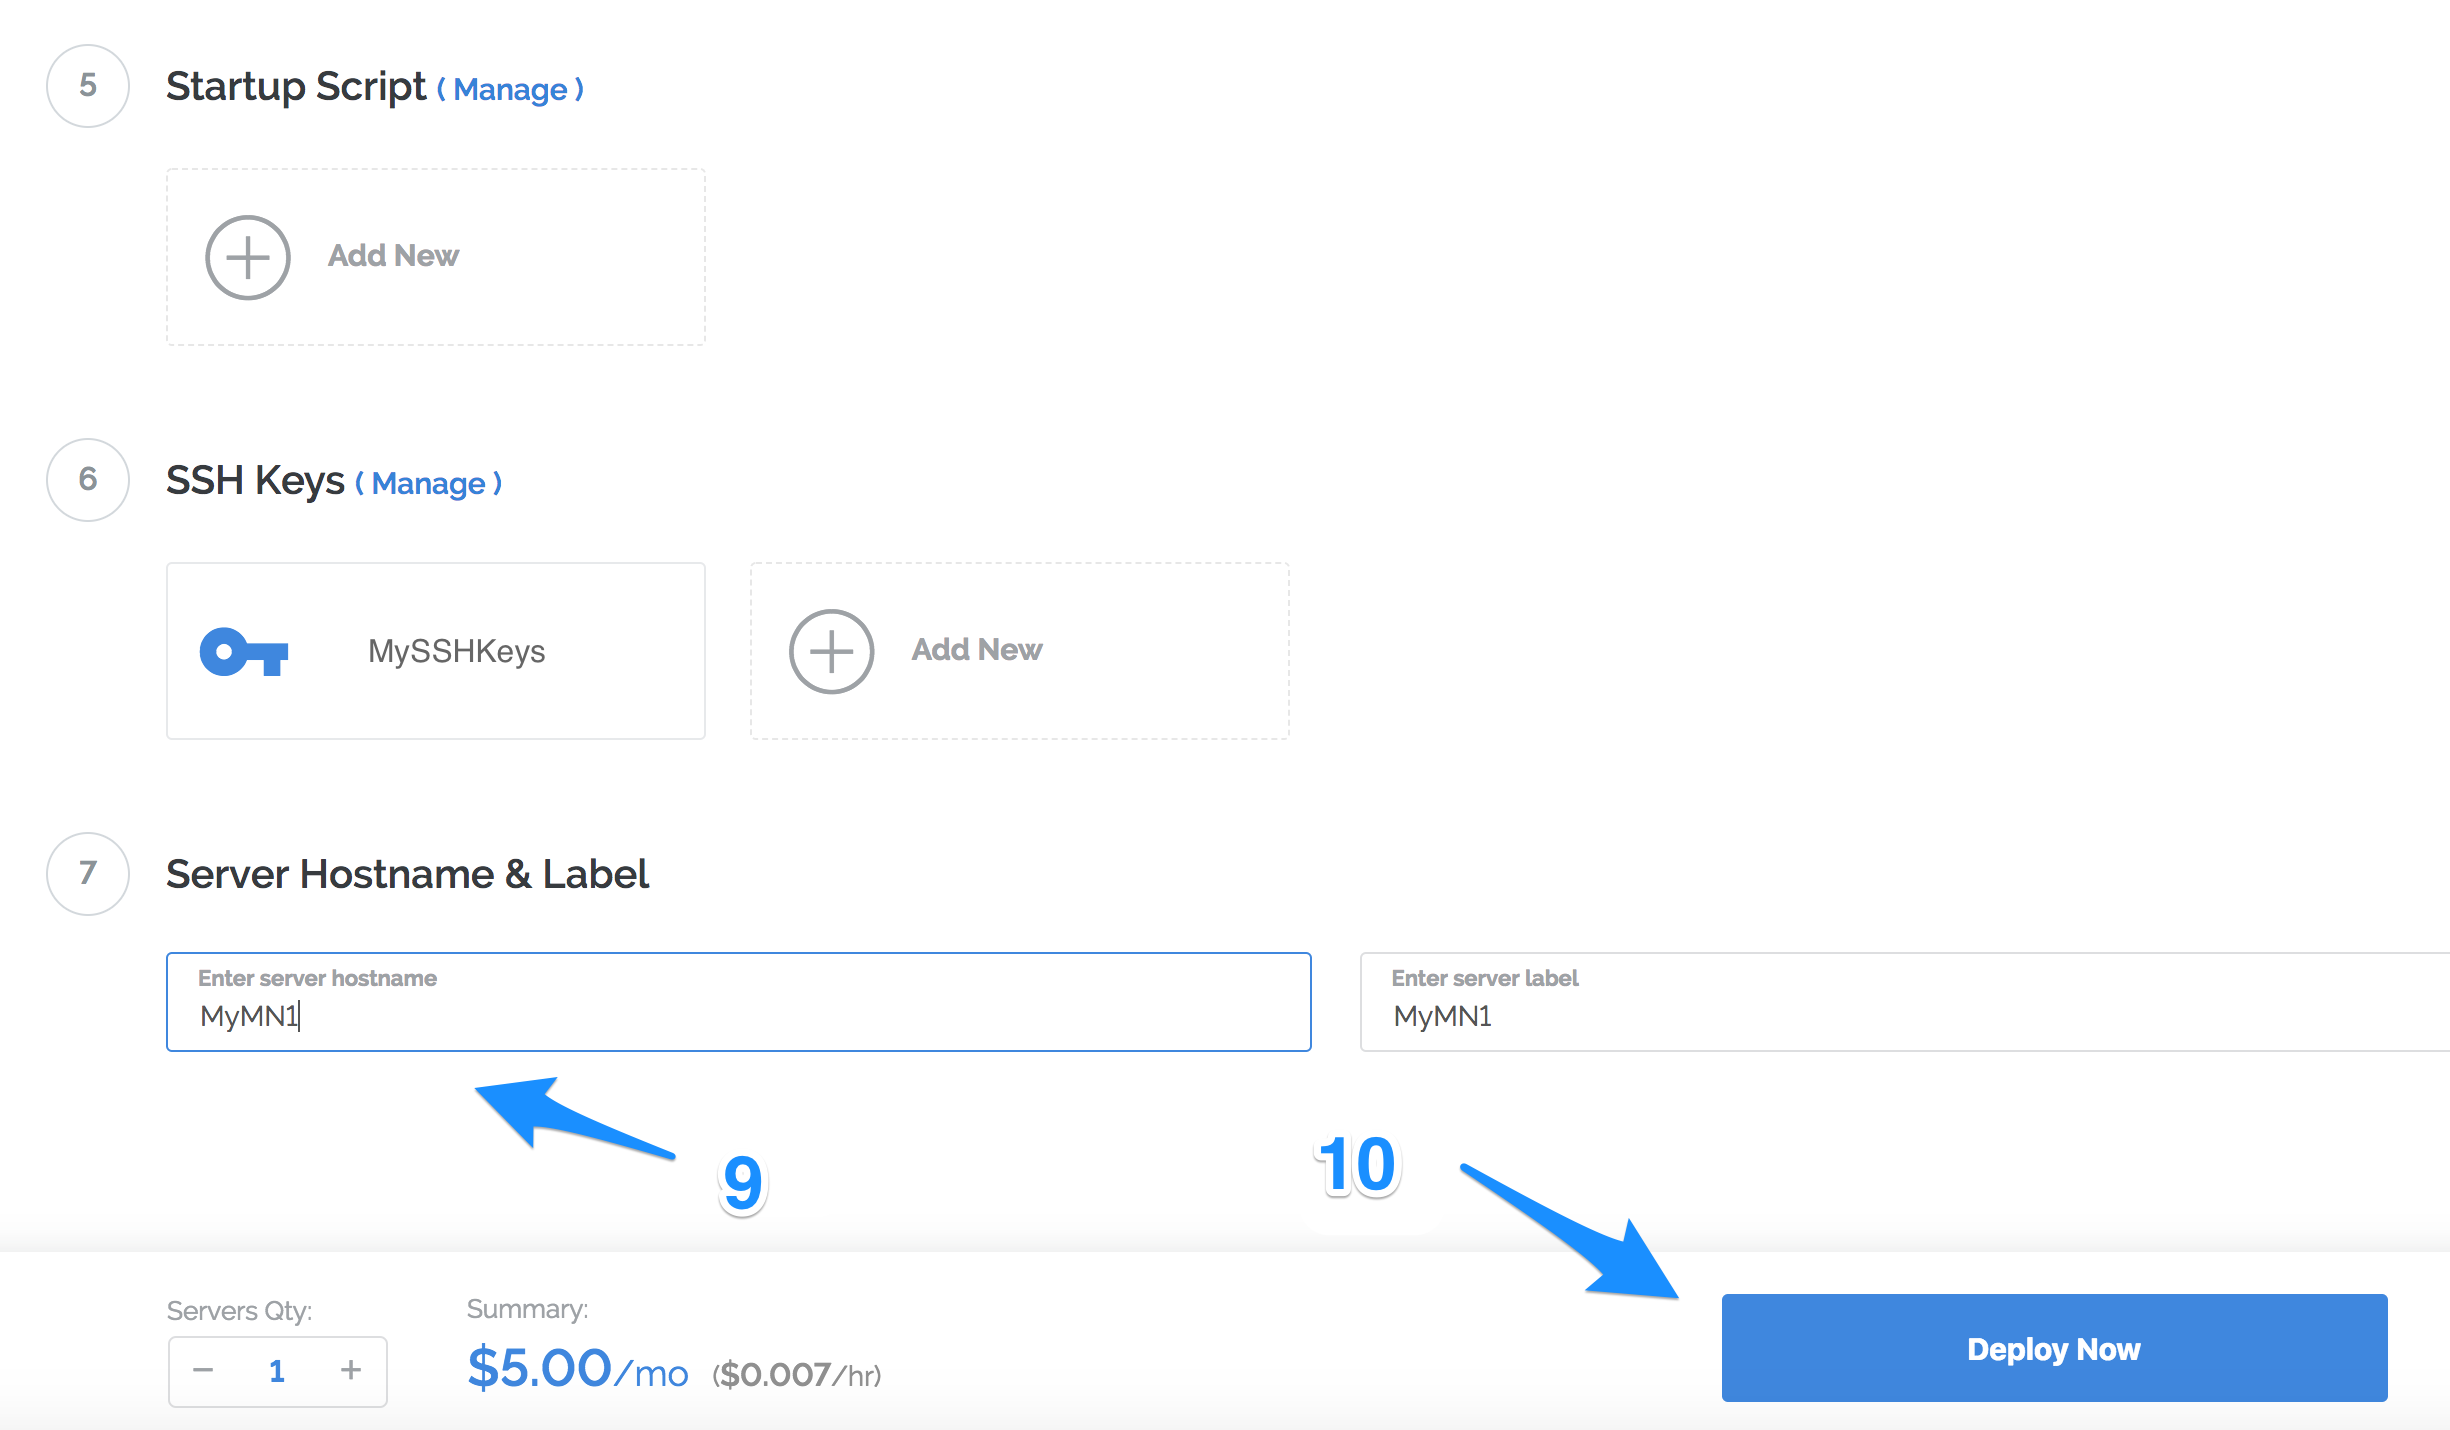 5
Startup Script ( Manage )
Add New
6
SSH Keys ( Manage )
MySSHKeys
Add New
7
Server Hostname & Label
Enter server hostname
MyMN1
Enter server label
MyMN1
9
10
Servers Qty:
− 1 +
Summary:
$5.00/mo ($0.007/hr)
Deploy Now